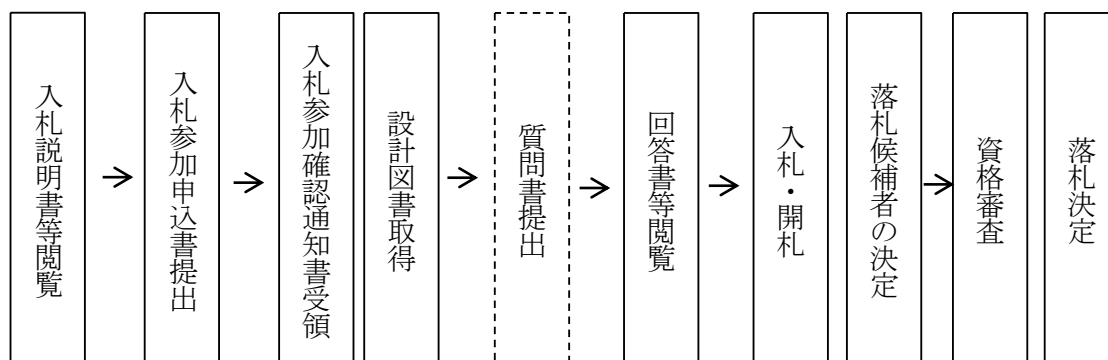 入札説明書等閲覧
入札参加申込書提出
入札参加確認通知書受領
設計図書取得
質問書提出
回答書等閲覧
入札・開札
落札候補者の決定
資格審査
落札決定